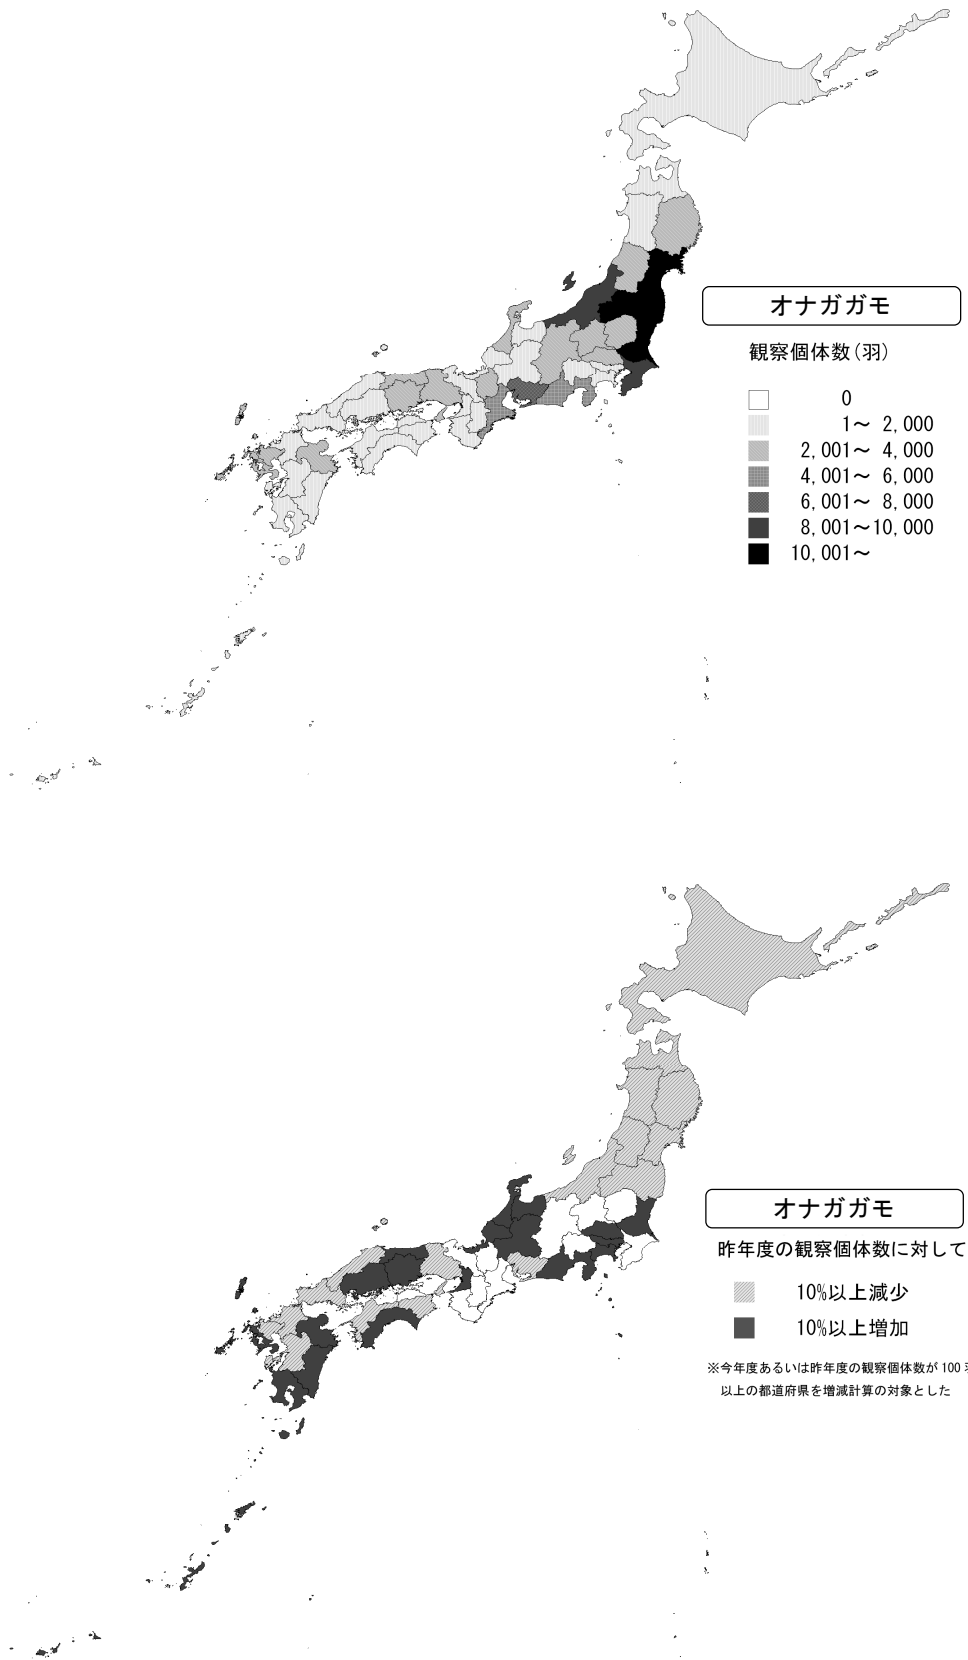 オナガガモ
観察個体数(羽)
0
1～ 2,000
2,001～ 4,000
4,001～ 6,000
6,001～ 8,000
8,001～10,000
10,001～
オナガガモ
昨年度の観察個体数に対して
10%以上減少
10%以上増加
※今年度あるいは昨年度の観察個体数が100
以上の都道府県を増減計算の対象とした